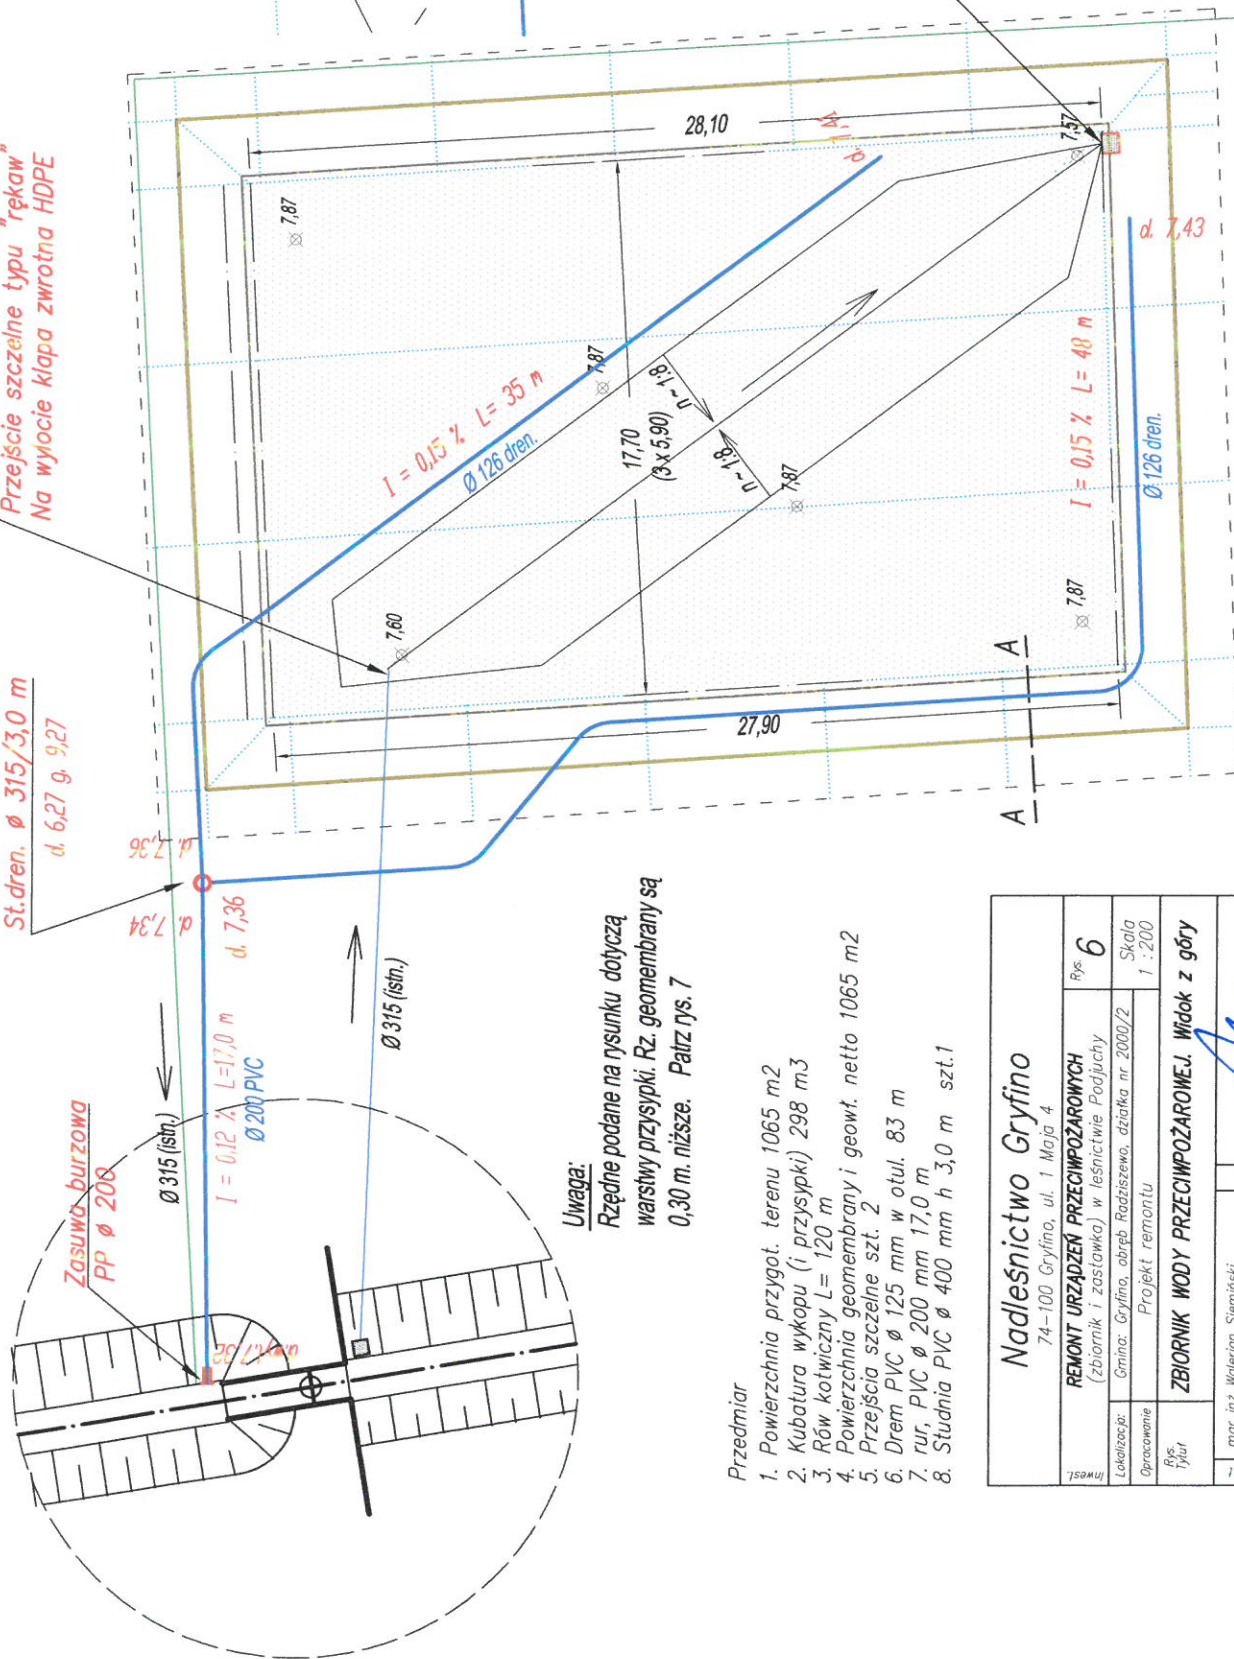 Przejście szczelne typu "rękaw"
Na wylocie klapa zwrotna HDPE
St.dren. ø 315/3,0 m
d. 6,27 g. 9,27
d. 7,36
d. 7,34
d. 7,36
Zasuwa burzowa
PP ø 200
Ø 315 (istn.)
I = 0,12 % L=17,0 m
Ø 200 PVC
Ø 315 (istn.)
28,10
7,87
7,57
d. 7,43
I = 0,15 % L= 35 m
Ø 126 dren.
7,87
17,70
(3 x 5,90)
n ~ 1:8
n ~ 1:8
7,87
7,60
I = 0,15 % L= 48 m
Ø 126 dren.
7,87
27,90
A
A
Uwaga:
Rzędne podane na rysunku dotyczą
warstwy przysypki. Rz. geomembrany są
0,30 m. niższe. Patrz rys. 7
Przedmiar
1. Powierzchnia przygot. terenu 1065 m2
2. Kubatura wykopu (i przysypki) 298 m3
3. Rów kotwiczny L= 120 m
4. Powierzchnia geomembrany i geowł. netto 1065 m2
5. Przejścia szczelne szt. 2
6. Drem PVC ø 125 mm w otul. 83 m
7. rur, PVC ø 200 mm 17,0 m
8. Studnia PVC ø 400 mm h 3,0 m szt.1
Nadleśnictwo Gryfino
74-100 Gryfino, ul. 1 Maja 4
Inwest.
REMONT URZĄDZEŃ PRZECIWPOŻAROWYCH
(zbiornik i zastawka) w leśnictwie Podjuchy
Rys. 6
Lokalizacja:
Gmina: Gryfino, obręb Radziszewo, działka nr 2000/2
Skala
1 :200
Opracowanie
Projekt remontu
Rys.
Tytuł
ZBIORNIK WODY PRZECIWPOŻAROWEJ. Widok z góry
mgr inż. Walerian Siemiński